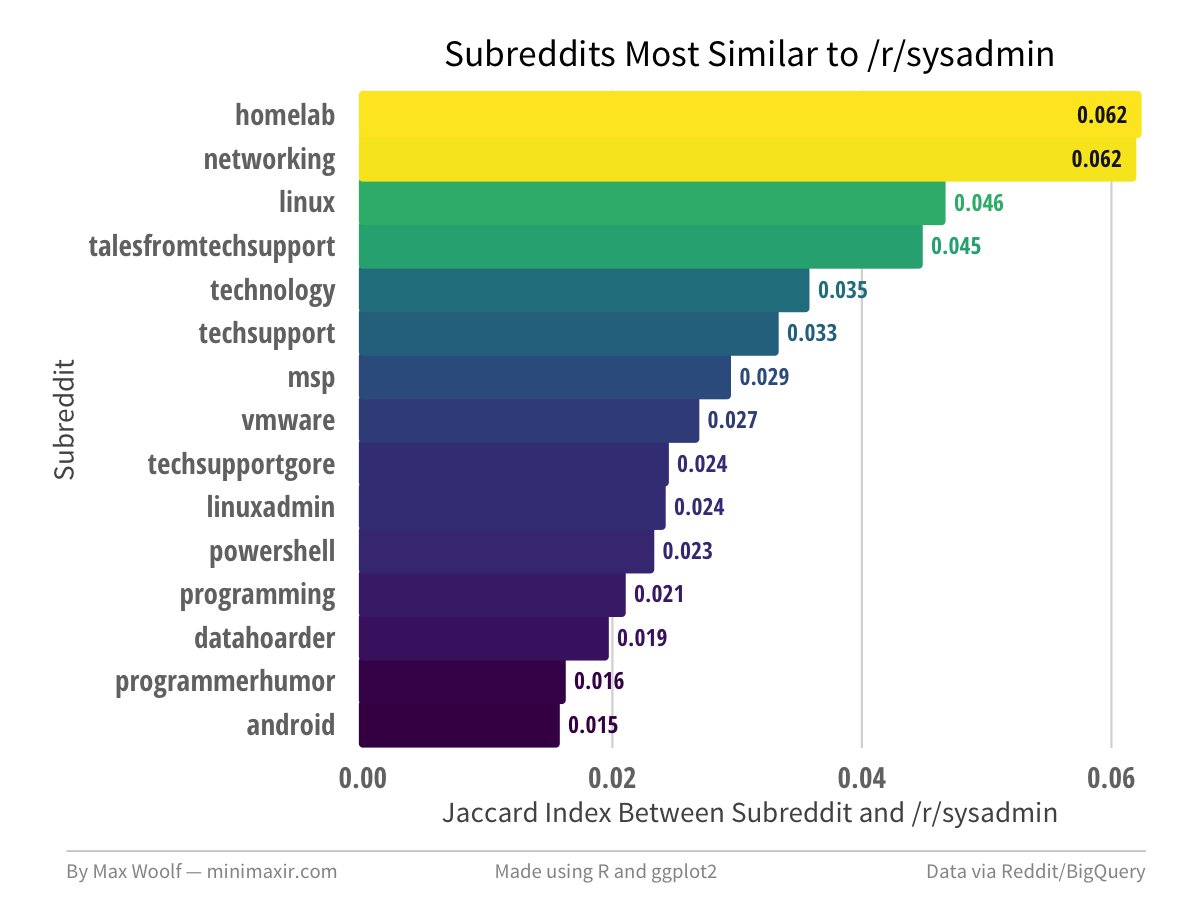 Subreddits Most Similar to /r/sysadmin
homelab 0.062
networking 0.062
linux 0.046
talesfromtechsupport 0.045
technology 0.035
techsupport 0.033
msp 0.029
vmware 0.027
techsupportgore 0.024
linuxadmin 0.024
powershell 0.023
programming 0.021
datahoarder 0.019
programmerhumor 0.016
android 0.015
Subreddit
0.00 0.02 0.04 0.06
Jaccard Index Between Subreddit and /r/sysadmin
By Max Woolf — minimaxir.com Made using R and ggplot2 Data via Reddit/BigQuery